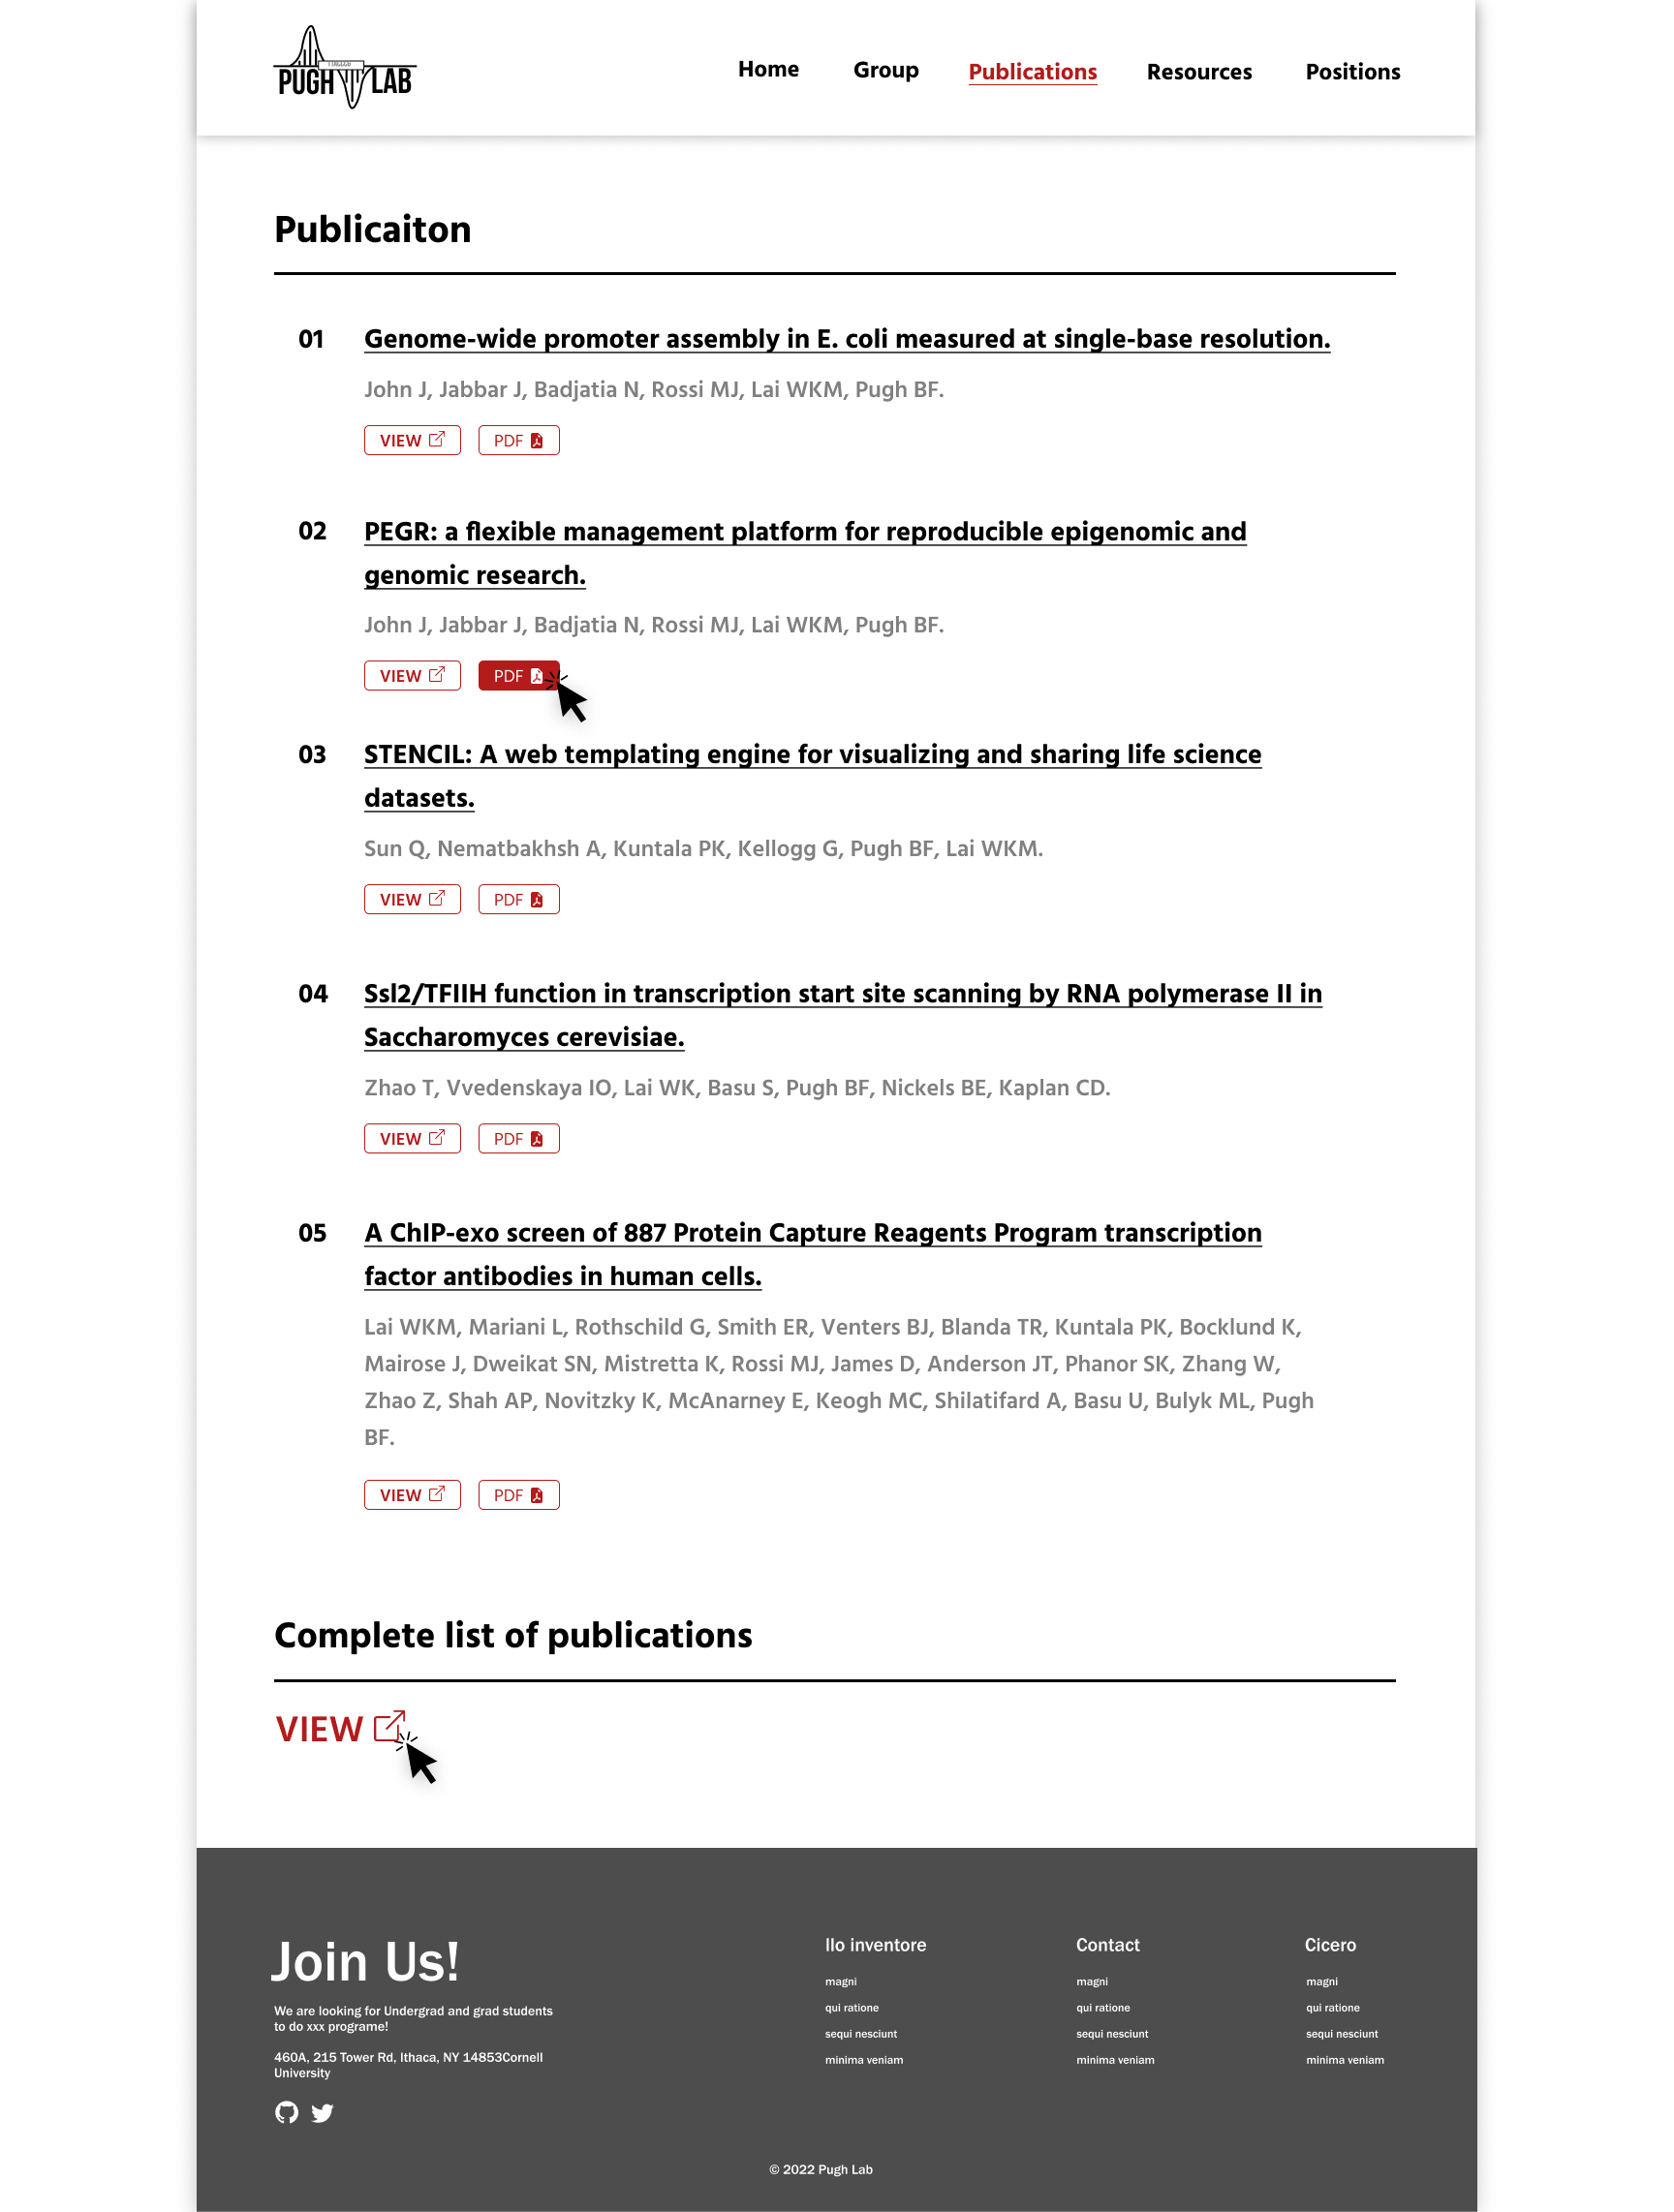 PUGH LAB
Home Group Publications Resources Positions
Publicaiton
01 Genome-wide promoter assembly in E. coli measured at single-base resolution.
John J, Jabbar J, Badjatia N, Rossi MJ, Lai WKM, Pugh BF.
VIEW PDF
02 PEGR: a flexible management platform for reproducible epigenomic and
genomic research.
John J, Jabbar J, Badjatia N, Rossi MJ, Lai WKM, Pugh BF.
VIEW PDF
03 STENCIL: A web templating engine for visualizing and sharing life science
datasets.
Sun Q, Nematbakhsh A, Kuntala PK, Kellogg G, Pugh BF, Lai WKM.
VIEW PDF
04 Ssl2/TFIIH function in transcription start site scanning by RNA polymerase II in
Saccharomyces cerevisiae.
Zhao T, Vvedenskaya IO, Lai WK, Basu S, Pugh BF, Nickels BE, Kaplan CD.
VIEW PDF
05 A ChIP-exo screen of 887 Protein Capture Reagents Program transcription
factor antibodies in human cells.
Lai WKM, Mariani L, Rothschild G, Smith ER, Venters BJ, Blanda TR, Kuntala PK, Bocklund K,
Mairose J, Dweikat SN, Mistretta K, Rossi MJ, James D, Anderson JT, Phanor SK, Zhang W,
Zhao Z, Shah AP, Novitzky K, McAnarney E, Keogh MC, Shilatifard A, Basu U, Bulyk ML, Pugh
BF.
VIEW PDF
Complete list of publications
VIEW
Join Us!
We are looking for Undergrad and grad students
to do xxx programe!
460A, 215 Tower Rd, Ithaca, NY 14853Cornell
University
llo inventore
magni
qui ratione
sequi nesciunt
minima veniam
Contact
magni
qui ratione
sequi nesciunt
minima veniam
Cicero
magni
qui ratione
sequi nesciunt
minima veniam
© 2022 Pugh Lab